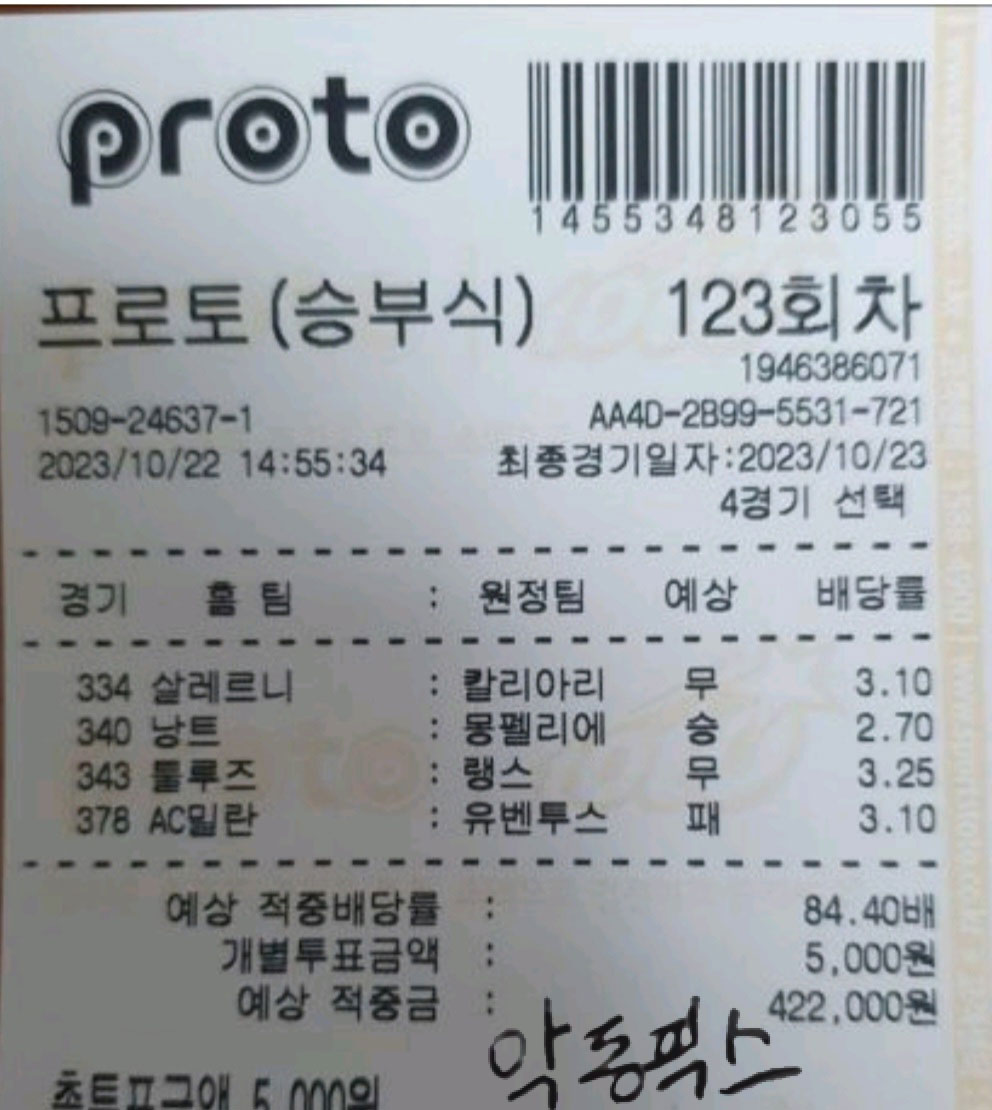 proto
1455348123055
프로토(승부식) 123회차
1946386071
1509-24637-1 AA4D-2B99-5531-721
2023/10/22 14:55:34 최종경기일자:2023/10/23
4경기 선택
경기 홈 팀 : 원정팀 예상 배당률
334 살레르니 : 칼리아리 무 3.10
340 낭트 : 몽펠리에 승 2.70
343 툴루즈 : 랭스 무 3.25
378 AC밀란 : 유벤투스 패 3.10
예상 적중배당률 : 84.40배
개별투표금액 : 5,000원
예상 적중금 : 422,000원
악동픽스
5,000원